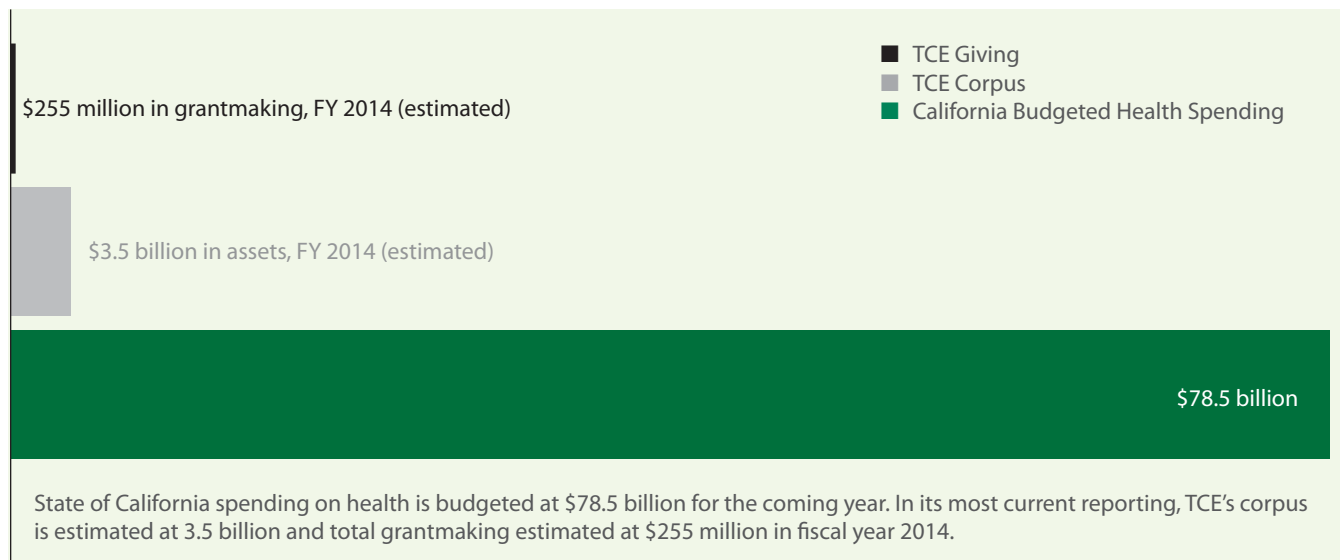 TCE Giving
TCE Corpus
California Budgeted Health Spending
$255 million in grantmaking, FY 2014 (estimated)
$3.5 billion in assets, FY 2014 (estimated)
$78.5 billion
State of California spending on health is budgeted at $78.5 billion for the coming year. In its most current reporting, TCE’s corpus
is estimated at 3.5 billion and total grantmaking estimated at $255 million in fiscal year 2014.